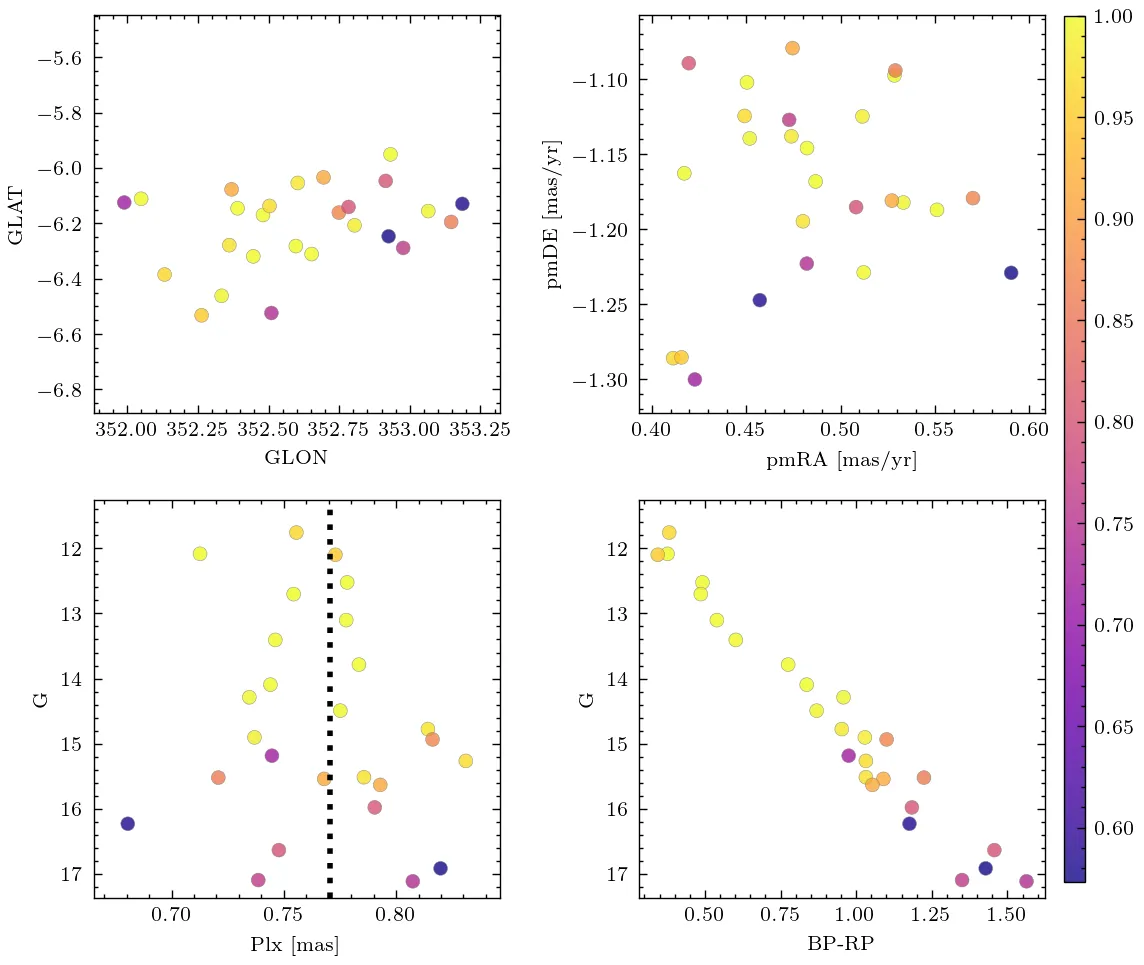 −5.6
−5.8
−6.0
−6.2
−6.4
−6.6
−6.8
GLAT
352.00 352.25 352.50 352.75 353.00 353.25
GLON
−1.10
−1.15
−1.20
−1.25
−1.30
pmDE [mas/yr]
0.40 0.45 0.50 0.55 0.60
pmRA [mas/yr]
12
13
14
15
16
17
G
0.70 0.75 0.80
Plx [mas]
12
13
14
15
16
17
G
0.50 0.75 1.00 1.25 1.50
BP-RP
1.00
0.95
0.90
0.85
0.80
0.75
0.70
0.65
0.60